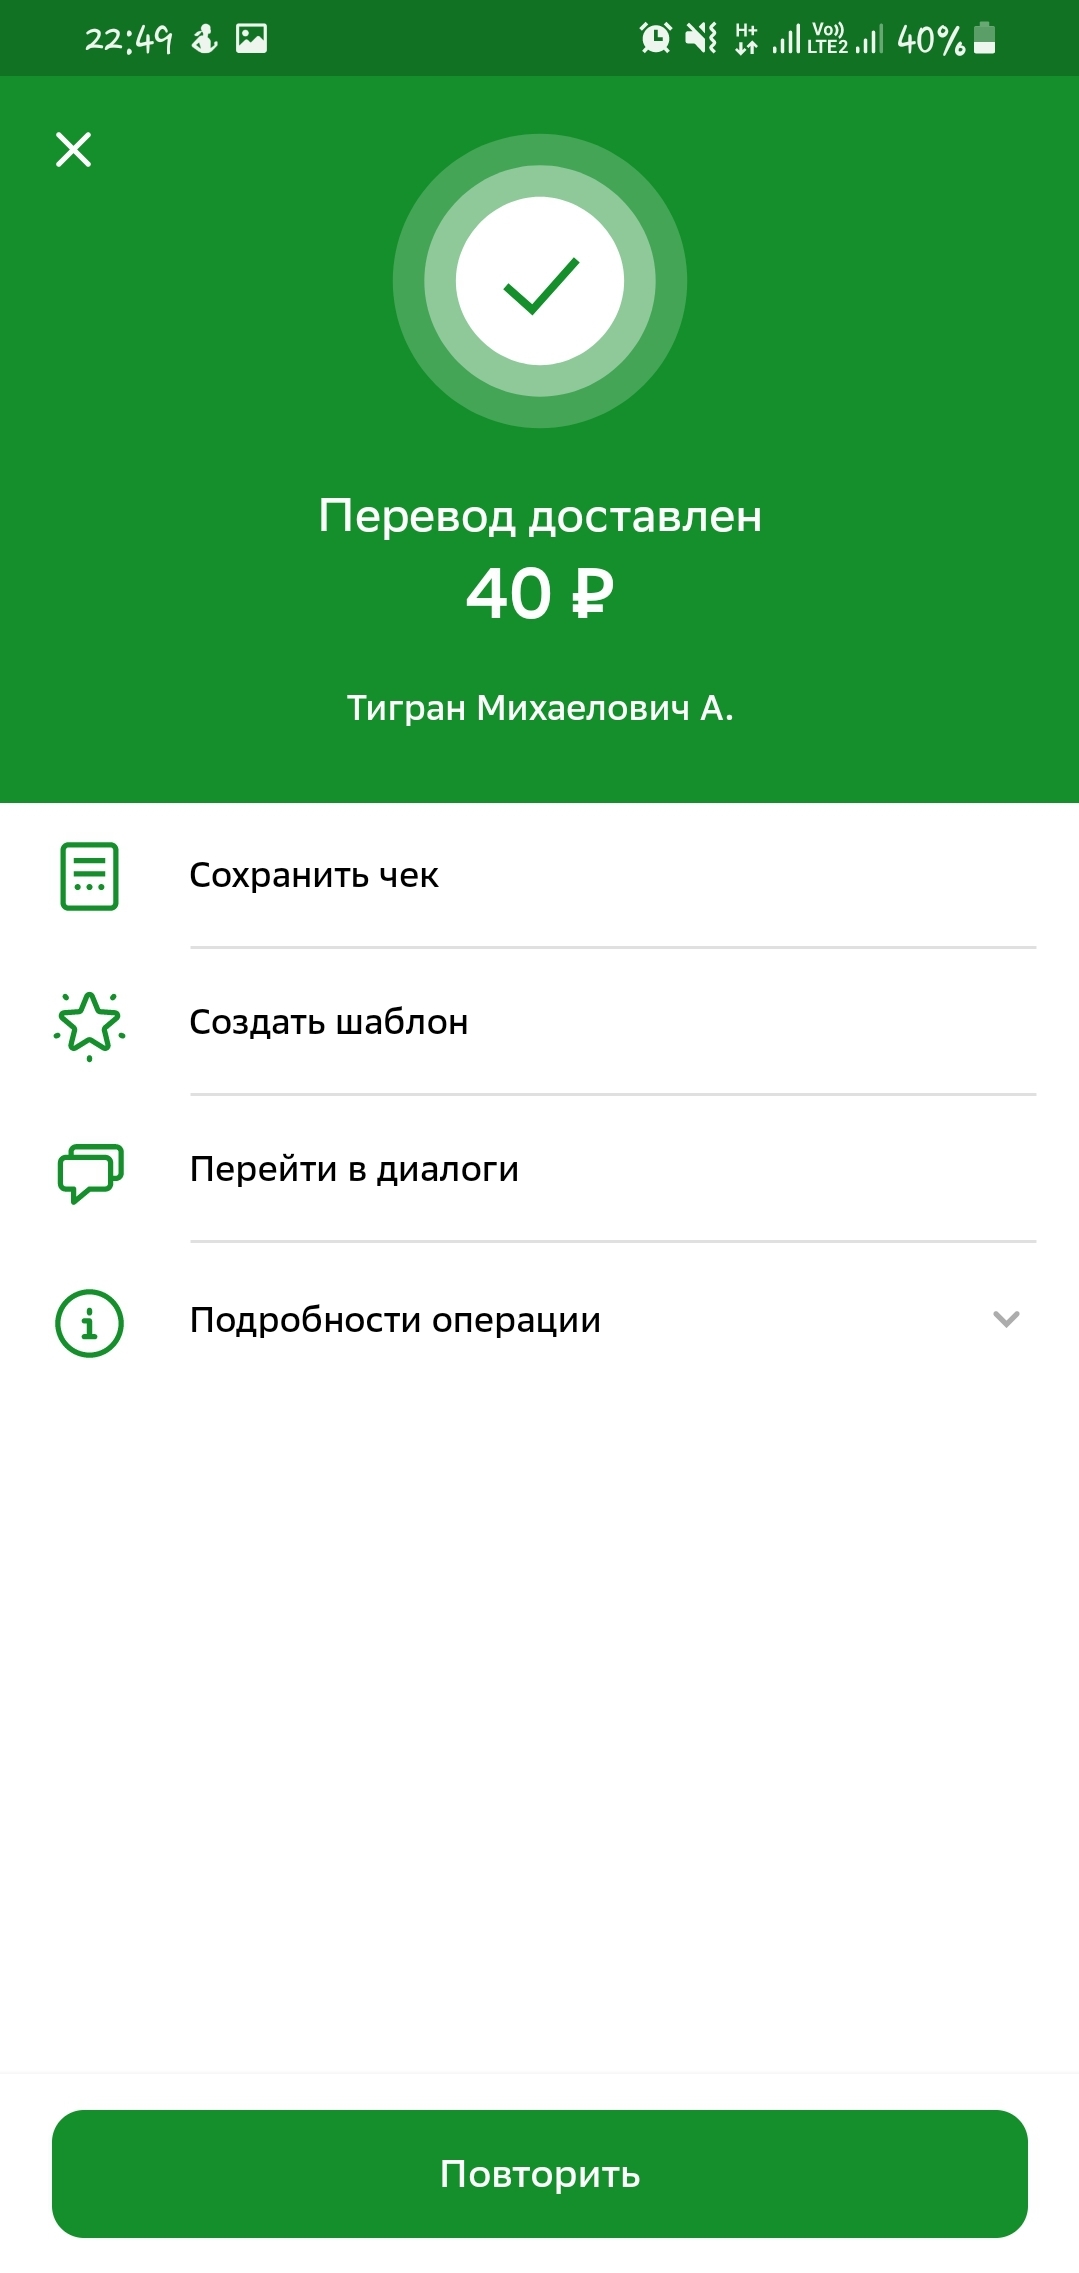 22:49 H+ Vo)) LTE2 40%
Перевод доставлен
40 ₽
Тигран Михаелович А.
Сохранить чек
Создать шаблон
Перейти в диалоги
Подробности операции
Повторить